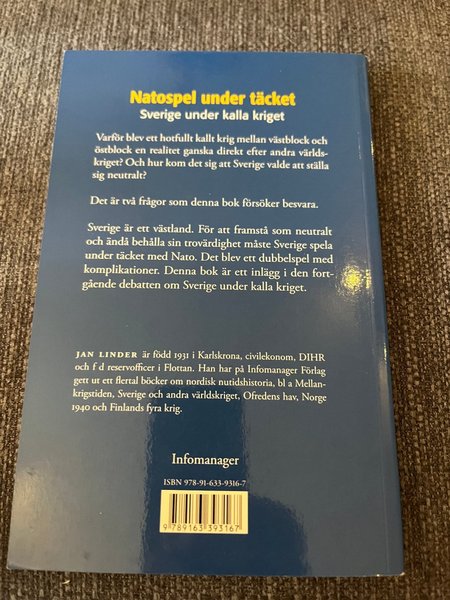 Natospel under täcket
Sverige under kalla kriget
Varför blev ett hotfullt kallt krig mellan västblock och
östblock en realitet ganska direkt efter andra världs-
kriget? Och hur kom det sig att Sverige valde att ställa
sig neutralt?
Det är två frågor som denna bok försöker besvara.
Sverige är ett västland. För att framstå som neutralt
och ändå behålla sin trovärdighet måste Sverige spela
under täcket med Nato. Det blev ett dubbelspel med
komplikationer. Denna bok är ett inlägg i den fort-
gående debatten om Sverige under kalla kriget.
JAN LINDER är född 1931 i Karlskrona, civilekonom, DIHR
och f d reservofficer i Flottan. Han har på Infomanager Förlag
gett ut ett flertal böcker om nordisk nutidshistoria, bl a Mellan-
krigstiden, Sverige och andra världskriget, Ofredens hav, Norge
1940 och Finlands fyra krig.
Infomanager
ISBN 978-91-633-9316-7
9 789163 393167